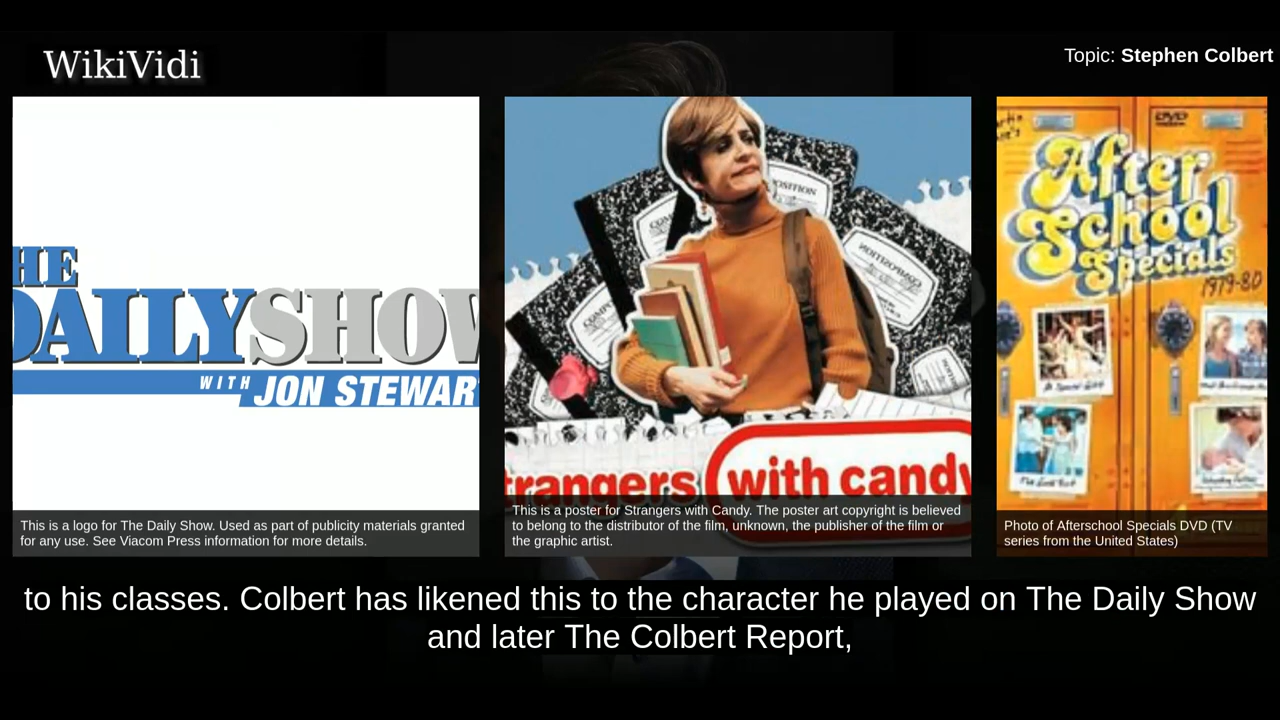 WikiVidi
Topic: Stephen Colbert
HE
DAILYSHOW
WITH JON STEWAR
This is a logo for The Daily Show. Used as part of publicity materials granted
for any use. See Viacom Press information for more details.
OSITION
COMPOSITION
trangers with candy
This is a poster for Strangers with Candy. The poster art copyright is believed
to belong to the distributor of the film, unknown, the publisher of the film or
the graphic artist.
DVD
After
School
Specials
1979-80
Photo of Afterschool Specials DVD (TV
series from the United States)
to his classes. Colbert has likened this to the character he played on The Daily Show
and later The Colbert Report,